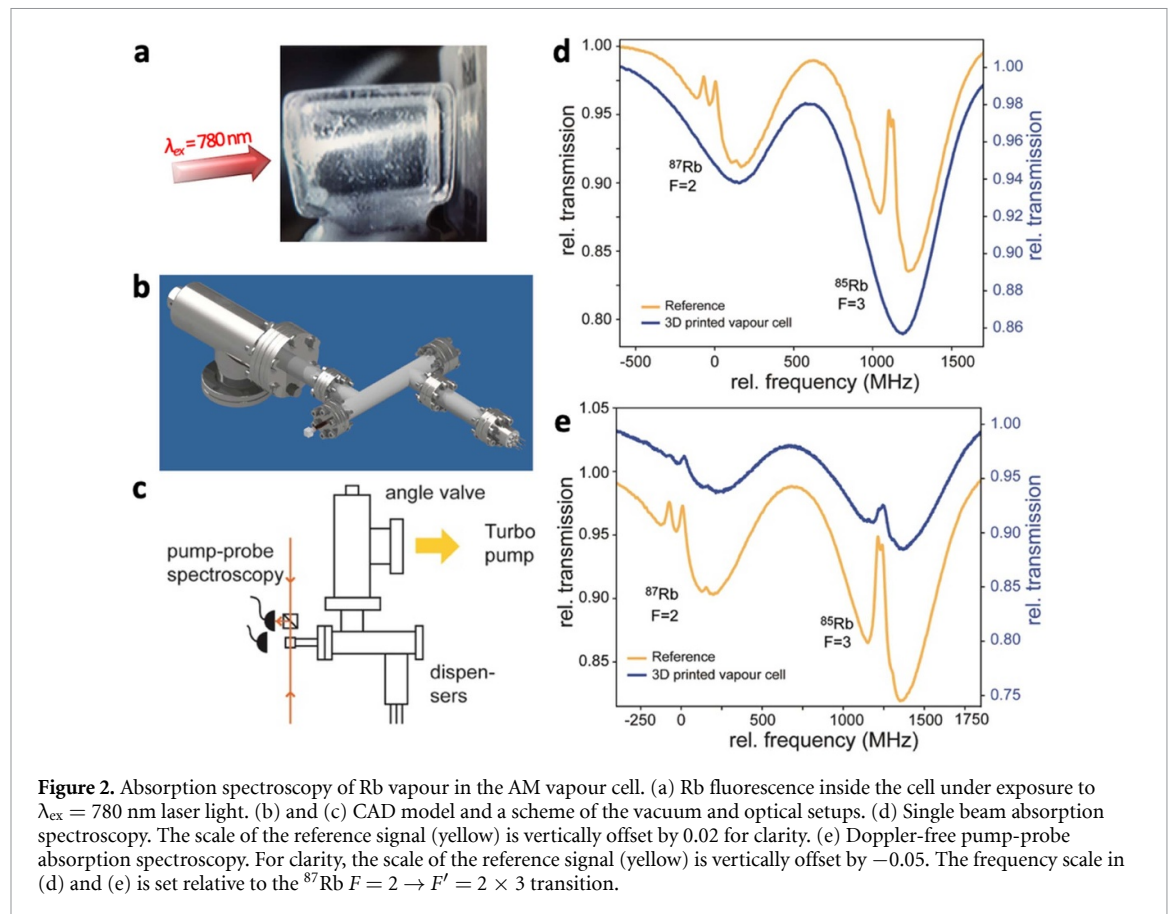 a
λex = 780 nm
b
c
angle valve
Turbo
pump
pump-probe
spectroscopy
dispen-
sers
d
1.00
0.95
0.90
0.85
0.80
rel. transmission
1.00
0.98
0.96
0.94
0.92
0.90
0.88
0.86
rel. transmission
⁸⁷Rb
F=2
⁸⁵Rb
F=3
Reference
3D printed vapour cell
-500 0 500 1000 1500
rel. frequency (MHz)
e
1.05
1.00
0.95
0.90
0.85
rel. transmission
1.00
0.95
0.90
0.85
0.80
0.75
rel. transmission
⁸⁷Rb
F=2
⁸⁵Rb
F=3
Reference
3D printed vapour cell
-250 0 500 1000 1500 1750
rel. frequency (MHz)
Figure 2. Absorption spectroscopy of Rb vapour in the AM vapour cell. (a) Rb fluorescence inside the cell under exposure to
λex = 780 nm laser light. (b) and (c) CAD model and a scheme of the vacuum and optical setups. (d) Single beam absorption
spectroscopy. The scale of the reference signal (yellow) is vertically offset by 0.02 for clarity. (e) Doppler-free pump-probe
absorption spectroscopy. For clarity, the scale of the reference signal (yellow) is vertically offset by −0.05. The frequency scale in
(d) and (e) is set relative to the ⁸⁷Rb F = 2 → F′ = 2 × 3 transition.